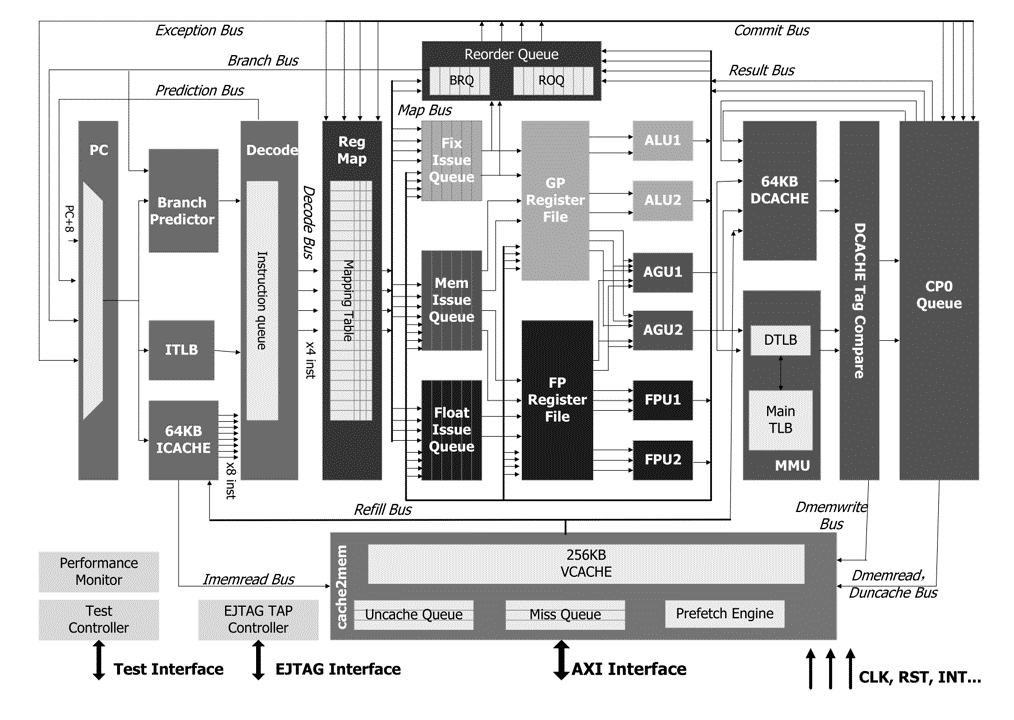 Exception Bus
Commit Bus
Reorder Queue
BRQ
ROQ
Branch Bus
Result Bus
Prediction Bus
Map Bus
PC
Branch
Predictor
Decode
Reg
Map
Fix
Issue
Queue
GP
Register
File
ALU1
ALU2
64KB
DCACHE
DCACHE Tag Compare
CP0
Queue
PC+8
Decode Bus
Instruction queue
Mapping Table
Mem
Issue
Queue
AGU1
AGU2
ITLB
x4 inst
DTLB
Main
TLB
MMU
64KB
ICACHE
x8 inst
Float
Issue
Queue
FP
Register
File
FPU1
FPU2
Refill Bus
Dmemwrite
Bus
Performance
Monitor
Imemread Bus
cache2mem
256KB
VCACHE
Dmemread,
Duncache Bus
Test
Controller
EJTAG TAP
Controller
Uncache Queue
Miss Queue
Prefetch Engine
Test Interface
EJTAG Interface
AXI Interface
CLK, RST, INT...